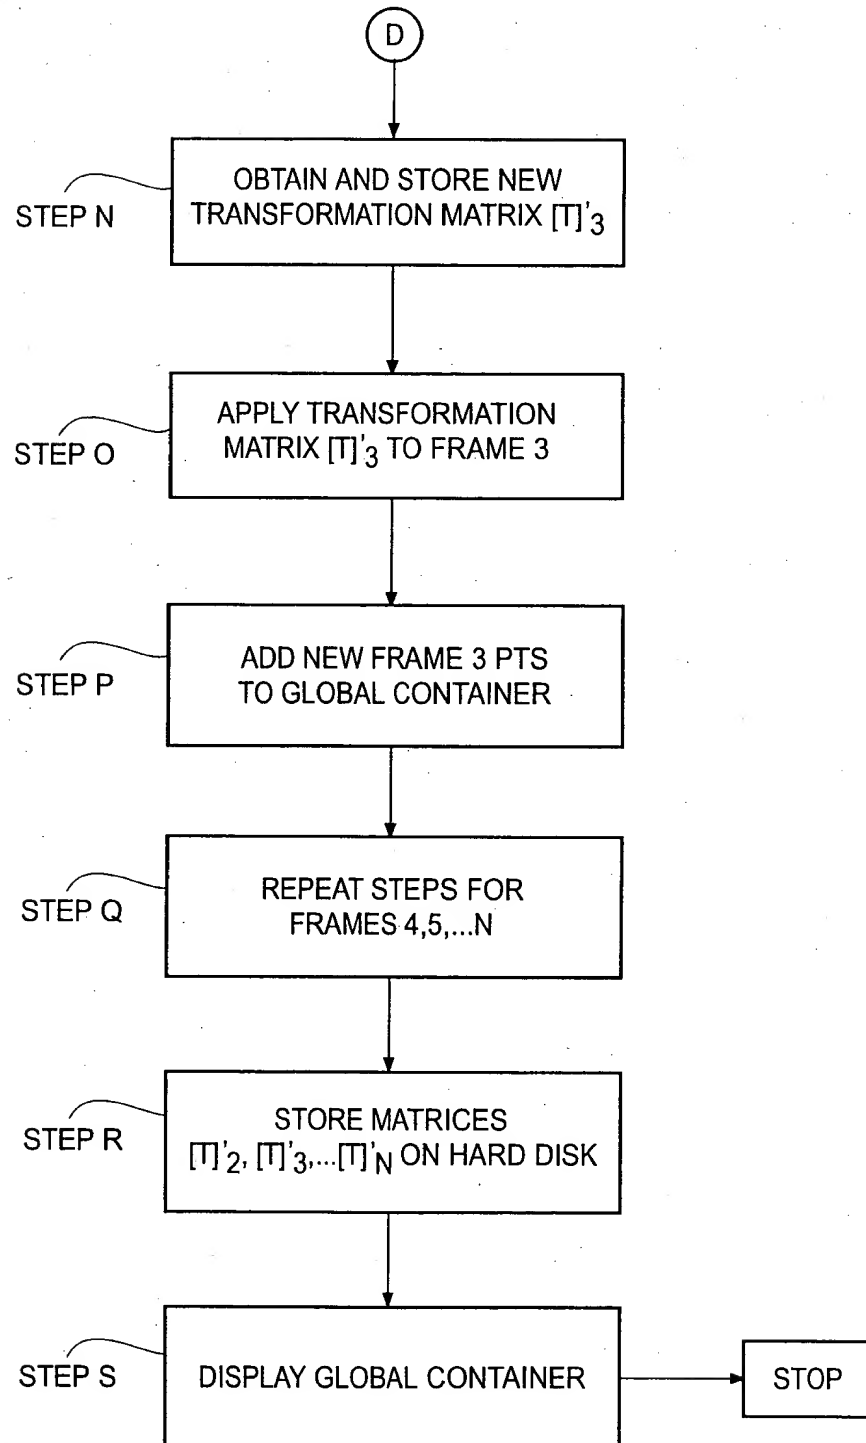 D
STEP N
OBTAIN AND STORE NEW
TRANSFORMATION MATRIX [T]'3
STEP O
APPLY TRANSFORMATION
MATRIX [T]'3 TO FRAME 3
STEP P
ADD NEW FRAME 3 PTS
TO GLOBAL CONTAINER
STEP Q
REPEAT STEPS FOR
FRAMES 4,5,...N
STEP R
STORE MATRICES
[T]'2, [T]'3,...[T]'N ON HARD DISK
STEP S
DISPLAY GLOBAL CONTAINER
STOP